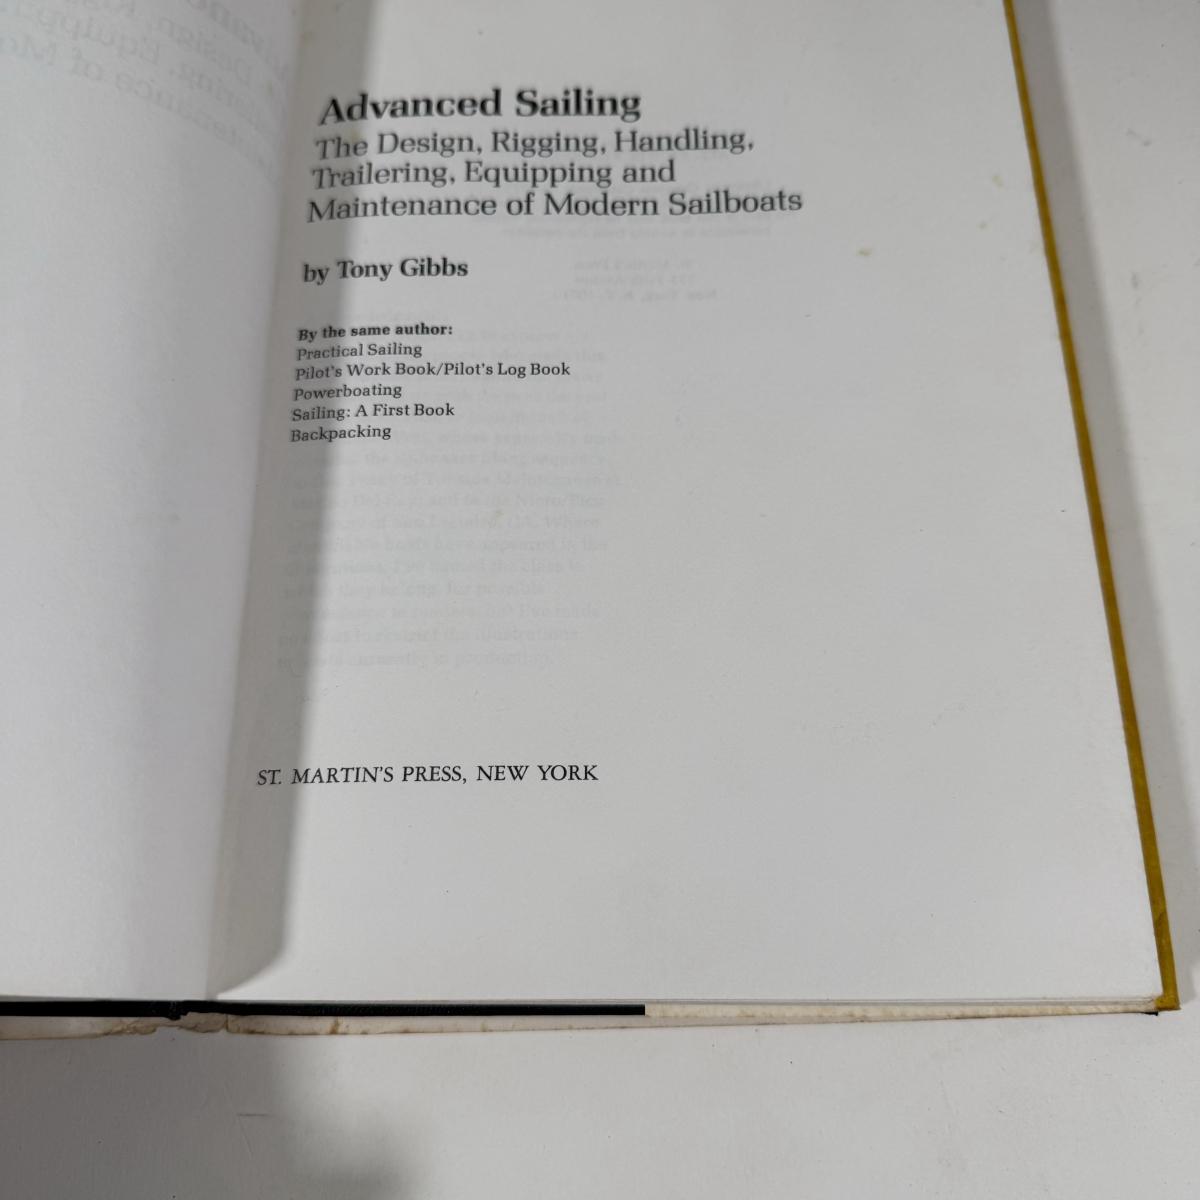 Advanced Sailing
The Design, Rigging, Handling,
Trailering, Equipping and
Maintenance of Modern Sailboats
by Tony Gibbs
By the same author:
Practical Sailing
Pilot's Work Book/Pilot's Log Book
Powerboating
Sailing: A First Book
Backpacking
ST. MARTIN'S PRESS, NEW YORK